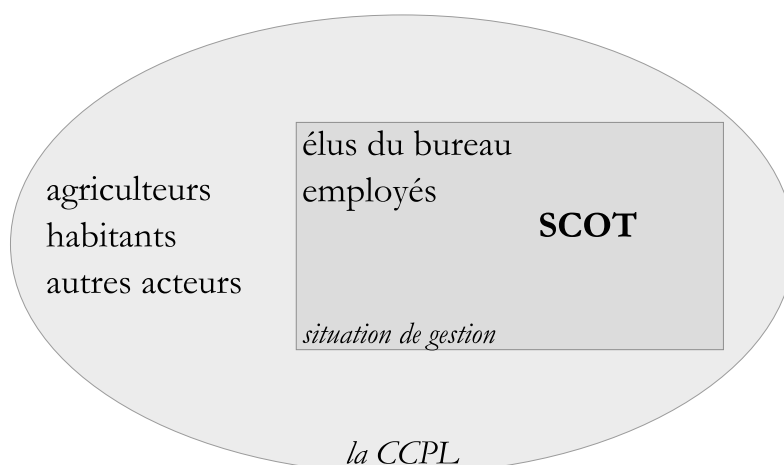 élus du bureau
employés
SCOT
agriculteurs
habitants
autres acteurs
situation de gestion
la CCPL